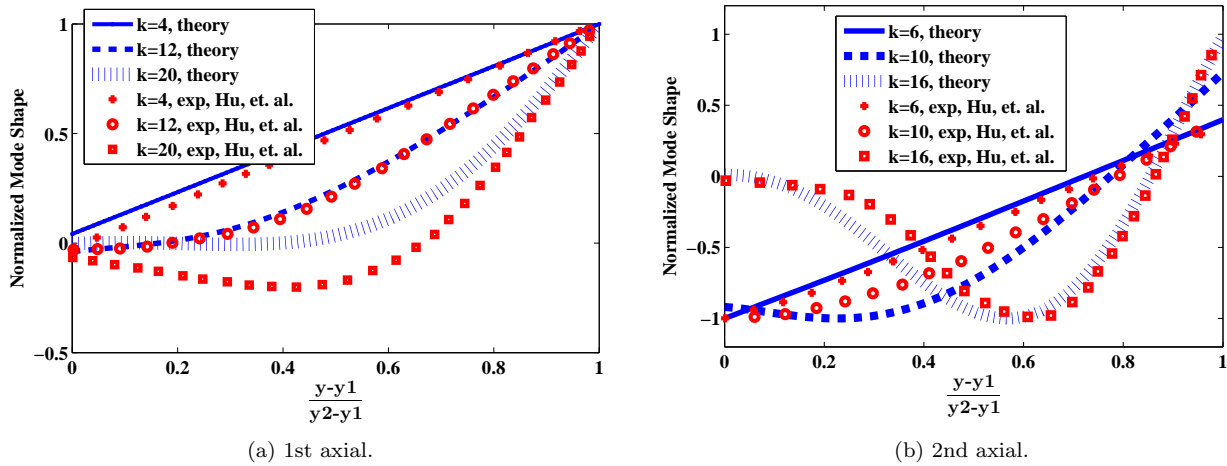 k=4, theory
k=12, theory
k=20, theory
k=4, exp, Hu, et. al.
k=12, exp, Hu, et. al.
k=20, exp, Hu, et. al.
Normalized Mode Shape
1
0.5
0
−0.5
0
0.2
0.4
0.6
0.8
1
y-y1
y2-y1
(a) 1st axial.
k=6, theory
k=10, theory
k=16, theory
k=6, exp, Hu, et. al.
k=10, exp, Hu, et. al.
k=16, exp, Hu, et. al.
Normalized Mode Shape
1
0.5
0
−0.5
−1
0
0.2
0.4
0.6
0.8
1
y-y1
y2-y1
(b) 2nd axial.